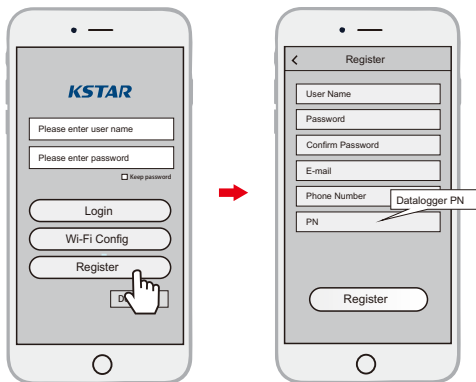 KSTAR
Please enter user name
Please enter password
Keep password
Login
Wi-Fi Config
Register
Register
User Name
Password
Confirm Password
E-mail
Phone Number
Datalogger PN
PN
Register